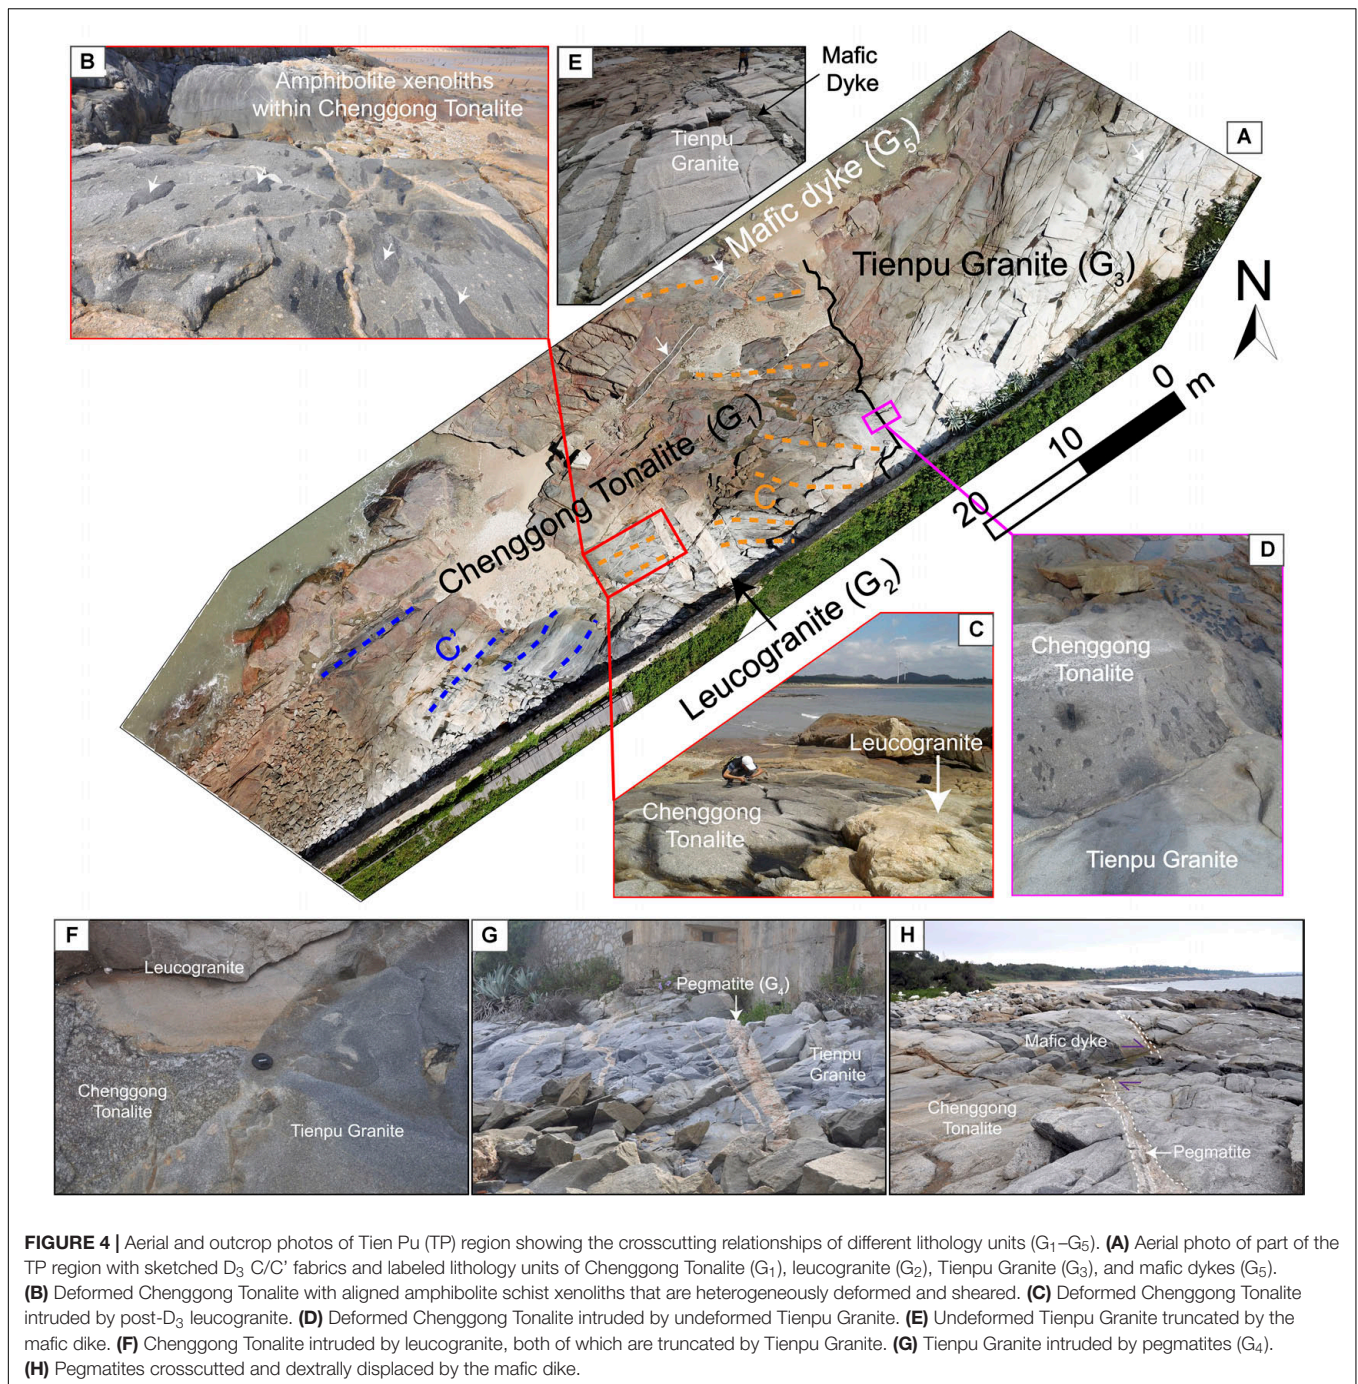 B
Amphibolite xenoliths
within Chenggong Tonalite
E
Mafic
Dyke
Tienpu
Granite
A
Mafic dyke (G5)
Tienpu Granite (G3)
N
0
10
20
m
Chenggong Tonalite (G1)
C
C'
Leucogranite (G2)
C
Leucogranite
Chenggong
Tonalite
D
Chenggong
Tonalite
Tienpu Granite
F
Leucogranite
Chenggong
Tonalite
Tienpu Granite
G
Pegmatite (G4)
Tienpu
Granite
H
Mafic dyke
Chenggong
Tonalite
Pegmatite
FIGURE 4 | Aerial and outcrop photos of Tien Pu (TP) region showing the crosscutting relationships of different lithology units (G1–G5). (A) Aerial photo of part of the
TP region with sketched D3 C/C' fabrics and labeled lithology units of Chenggong Tonalite (G1), leucogranite (G2), Tienpu Granite (G3), and mafic dykes (G5).
(B) Deformed Chenggong Tonalite with aligned amphibolite schist xenoliths that are heterogeneously deformed and sheared. (C) Deformed Chenggong Tonalite
intruded by post-D3 leucogranite. (D) Deformed Chenggong Tonalite intruded by undeformed Tienpu Granite. (E) Undeformed Tienpu Granite truncated by the
mafic dike. (F) Chenggong Tonalite intruded by leucogranite, both of which are truncated by Tienpu Granite. (G) Tienpu Granite intruded by pegmatites (G4).
(H) Pegmatites crosscutted and dextrally displaced by the mafic dike.